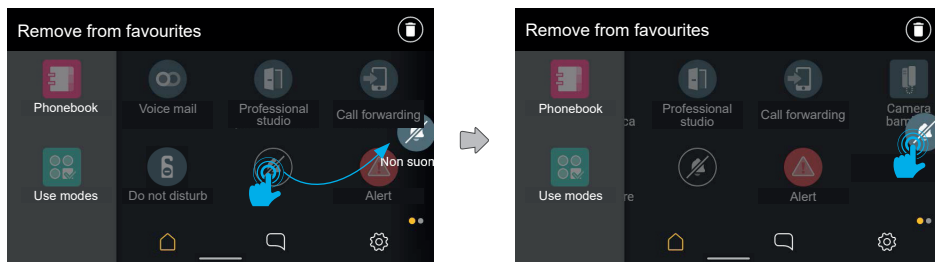 Remove from favourites
Phonebook
Voice mail
Professional
studio
Call forwarding
Non suon
Use modes
Do not disturb
Alert
Remove from favourites
Phonebook
ca
Professional
studio
Call forwarding
Camera
Use modes
re
Alert